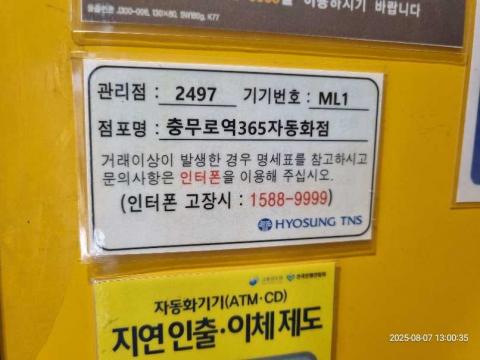 을 이용하시기 바랍니다
관리점 : 2497 기기번호 : ML1
점포명 : 충무로역365자동화점
거래이상이 발생한 경우 명세표를 참고하시고
문의사항은 인터폰을 이용해 주십시오.
(인터폰 고장시 : 1588-9999)
HYOSUNG TNS
자동화기기(ATM·CD)
지연인출·이체 제도
2025-08-07 13:00:35